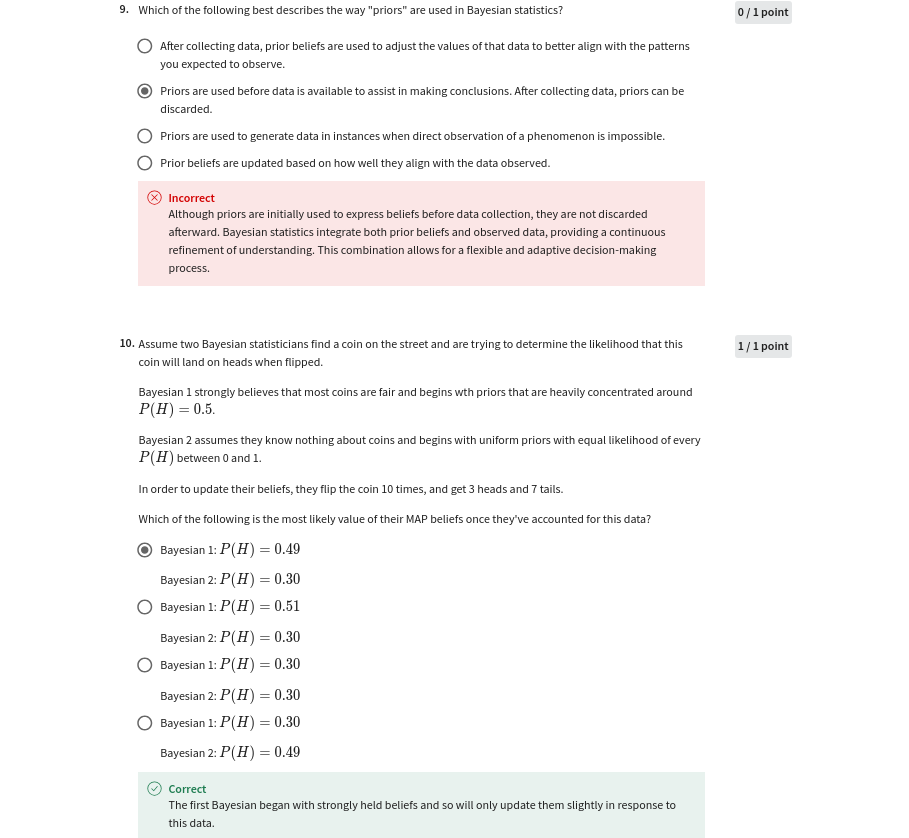 9. Which of the following best describes the way "priors" are used in Bayesian statistics?
0 / 1 point
After collecting data, prior beliefs are used to adjust the values of that data to better align with the patterns
you expected to observe.
Priors are used before data is available to assist in making conclusions. After collecting data, priors can be
discarded.
Priors are used to generate data in instances when direct observation of a phenomenon is impossible.
Prior beliefs are updated based on how well they align with the data observed.
Incorrect
Although priors are initially used to express beliefs before data collection, they are not discarded
afterward. Bayesian statistics integrate both prior beliefs and observed data, providing a continuous
refinement of understanding. This combination allows for a flexible and adaptive decision-making
process.
10. Assume two Bayesian statisticians find a coin on the street and are trying to determine the likelihood that this
1 / 1 point
coin will land on heads when flipped.
Bayesian 1 strongly believes that most coins are fair and begins wth priors that are heavily concentrated around
P(H) = 0.5.
Bayesian 2 assumes they know nothing about coins and begins with uniform priors with equal likelihood of every
P(H) between 0 and 1.
In order to update their beliefs, they flip the coin 10 times, and get 3 heads and 7 tails.
Which of the following is the most likely value of their MAP beliefs once they've accounted for this data?
Bayesian 1: P(H) = 0.49
Bayesian 2: P(H) = 0.30
Bayesian 1: P(H) = 0.51
Bayesian 2: P(H) = 0.30
Bayesian 1: P(H) = 0.30
Bayesian 2: P(H) = 0.30
Bayesian 1: P(H) = 0.30
Bayesian 2: P(H) = 0.49
Correct
The first Bayesian began with strongly held beliefs and so will only update them slightly in response to
this data.